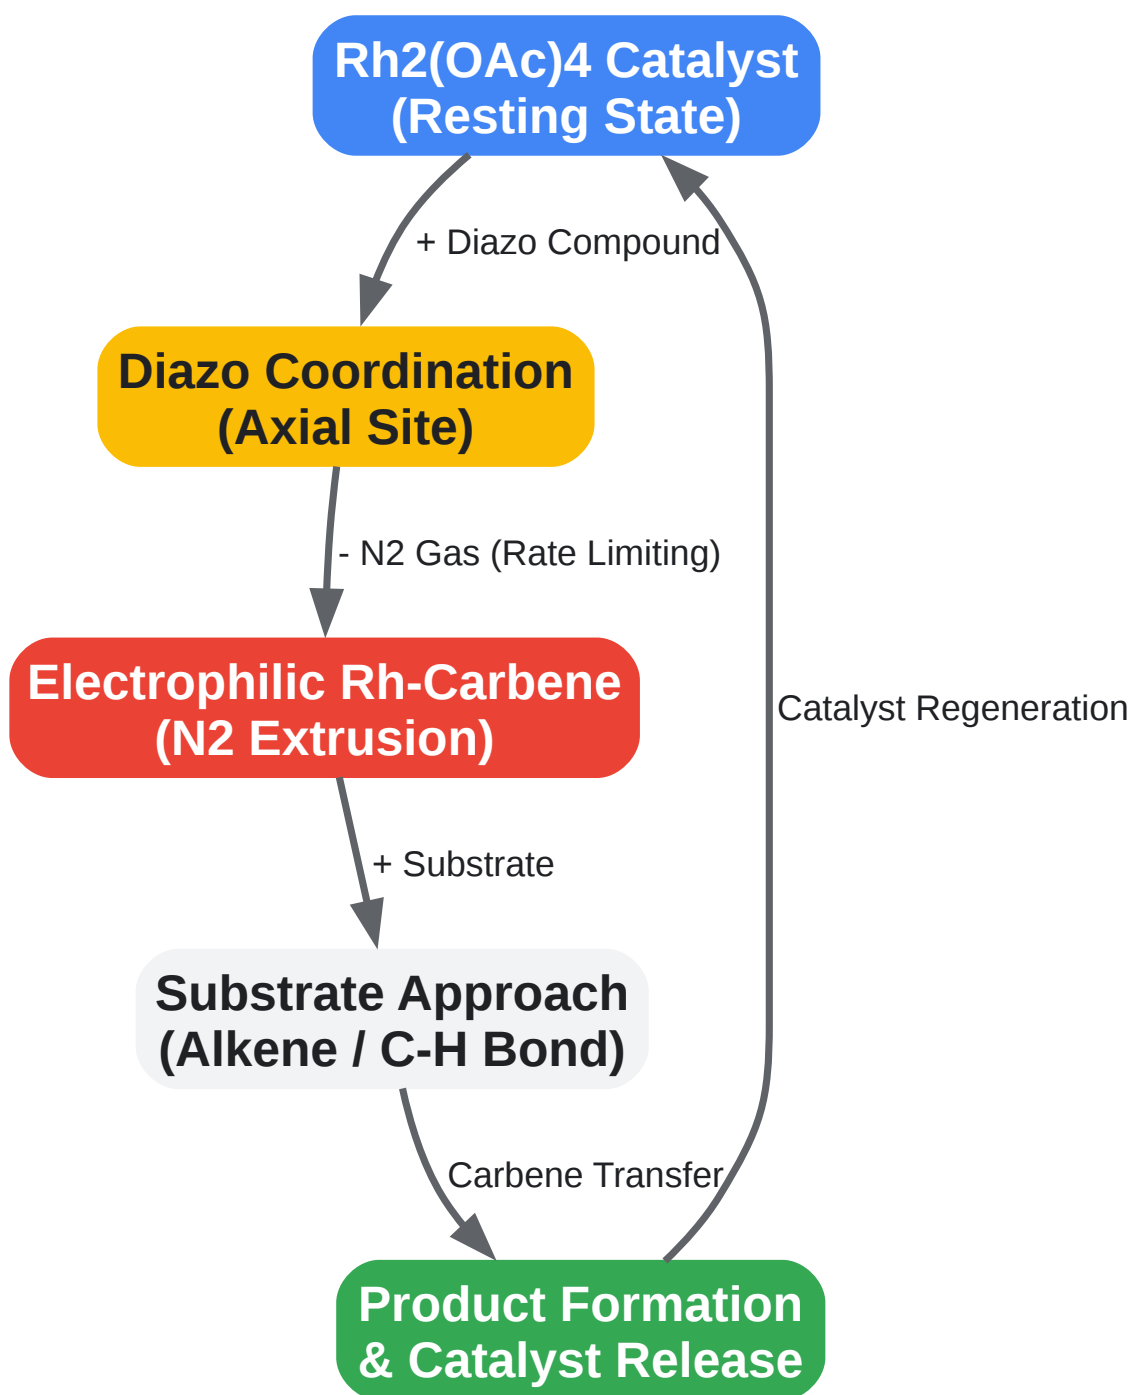 Rh2(OAc)4 Catalyst
(Resting State)
+ Diazo Compound
Diazo Coordination
(Axial Site)
- N2 Gas (Rate Limiting)
Electrophilic Rh-Carbene
(N2 Extrusion)
Catalyst Regeneration
+ Substrate
Substrate Approach
(Alkene / C-H Bond)
Carbene Transfer
Product Formation
& Catalyst Release